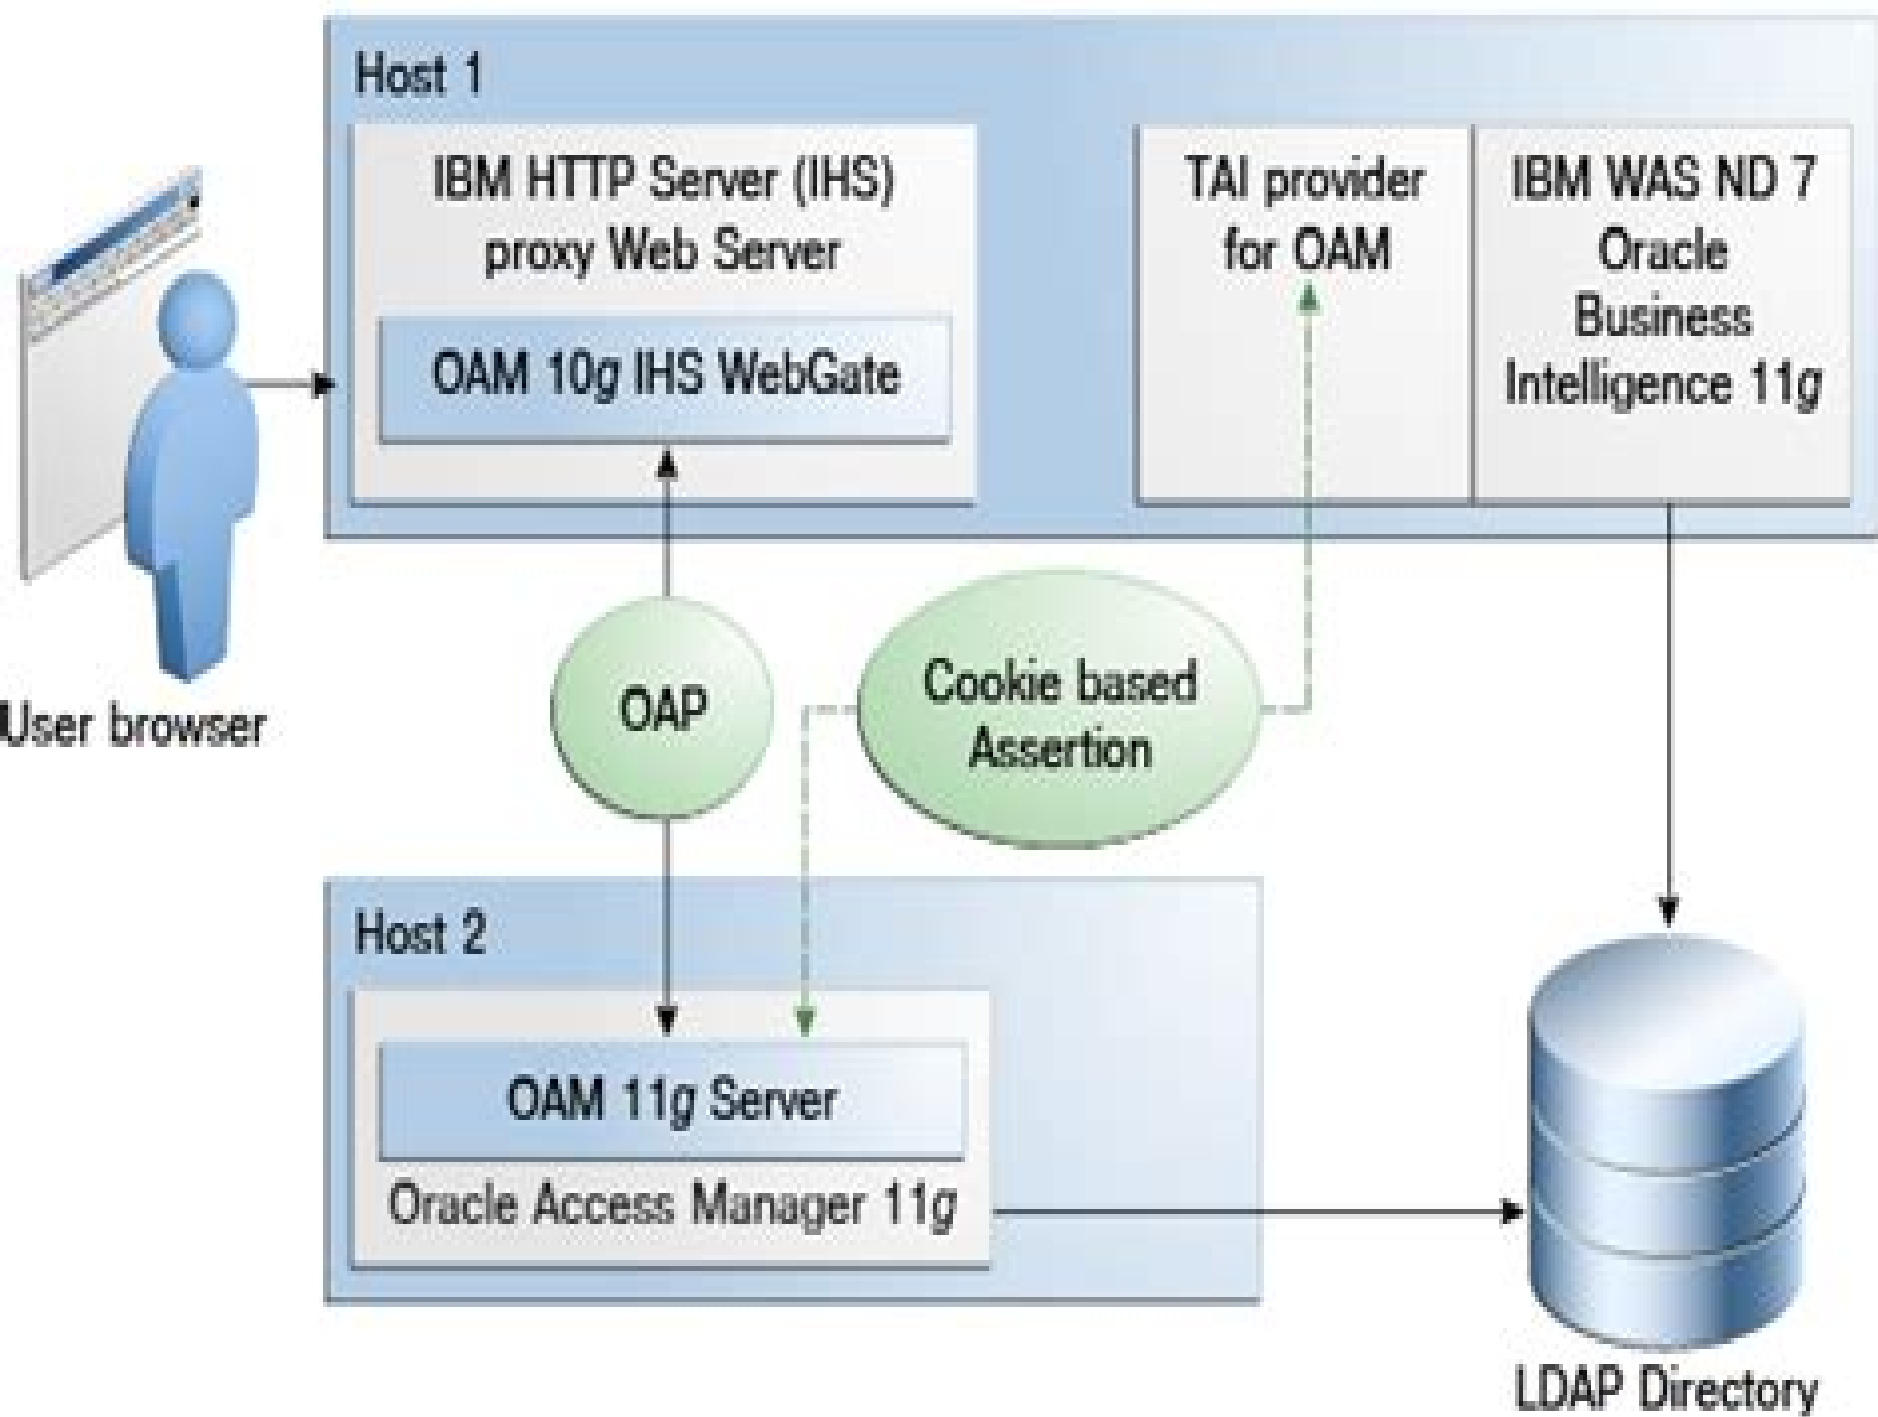 Host 1
IBM HTTP Server (IHS)
proxy Web Server
OAM 10g IHS WebGate
TAI provider
for OAM
IBM WAS ND 7
Oracle
Business
Intelligence 11g
User browser
OAP
Cookie based
Assertion
Host 2
OAM 11g Server
Oracle Access Manager 11g
LDAP Directory